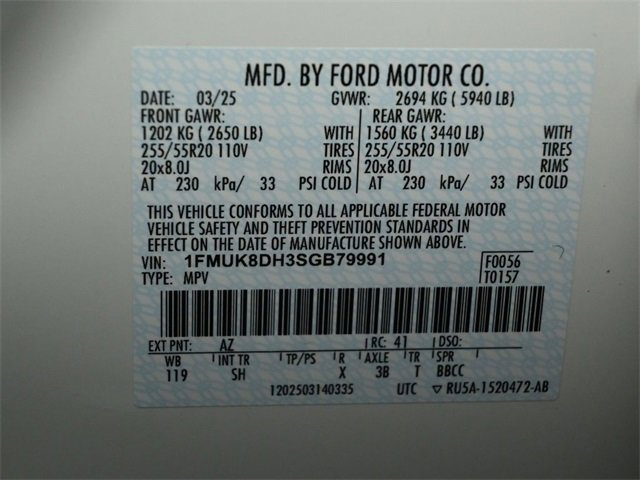 MFD. BY FORD MOTOR CO.
DATE: 03/25 GVWR: 2694 KG ( 5940 LB)
FRONT GAWR: REAR GAWR:
1202 KG ( 2650 LB) WITH 1560 KG ( 3440 LB) WITH
255/55R20 110V TIRES 255/55R20 110V TIRES
20x8.0J RIMS 20x8.0J RIMS
AT 230 kPa/ 33 PSI COLD AT 230 kPa/ 33 PSI COLD
THIS VEHICLE CONFORMS TO ALL APPLICABLE FEDERAL MOTOR
VEHICLE SAFETY AND THEFT PREVENTION STANDARDS IN
EFFECT ON THE DATE OF MANUFACTURE SHOWN ABOVE.
VIN: 1FMUK8DH3SGB79991 F0056
TYPE: MPV T0157
EXT PNT: AZ RC: 41 DSO:
WB INT TR TP/PS R AXLE TR SPR
119 SH X 3B T BBCC
1202503140335 UTC ▽ RU5A-1520472-AB